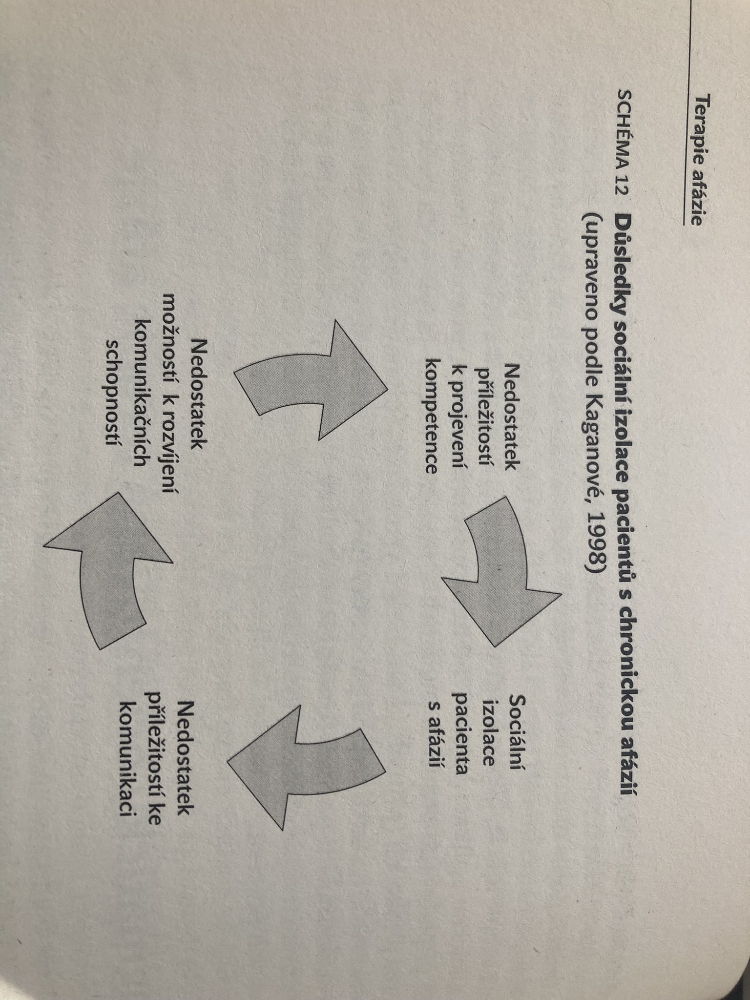 Terapie afázie
SCHÉMA 12 Důsledky sociální izolace pacientů s chronickou afázií
(upraveno podle Kaganové, 1998)
Nedostatek
příležitostí
k projevení
kompetence
Sociální
izolace
pacienta
s afázií
Nedostatek
příležitostí ke
komunikaci
Nedostatek
možností k rozvíjení
komunikačních
schopností